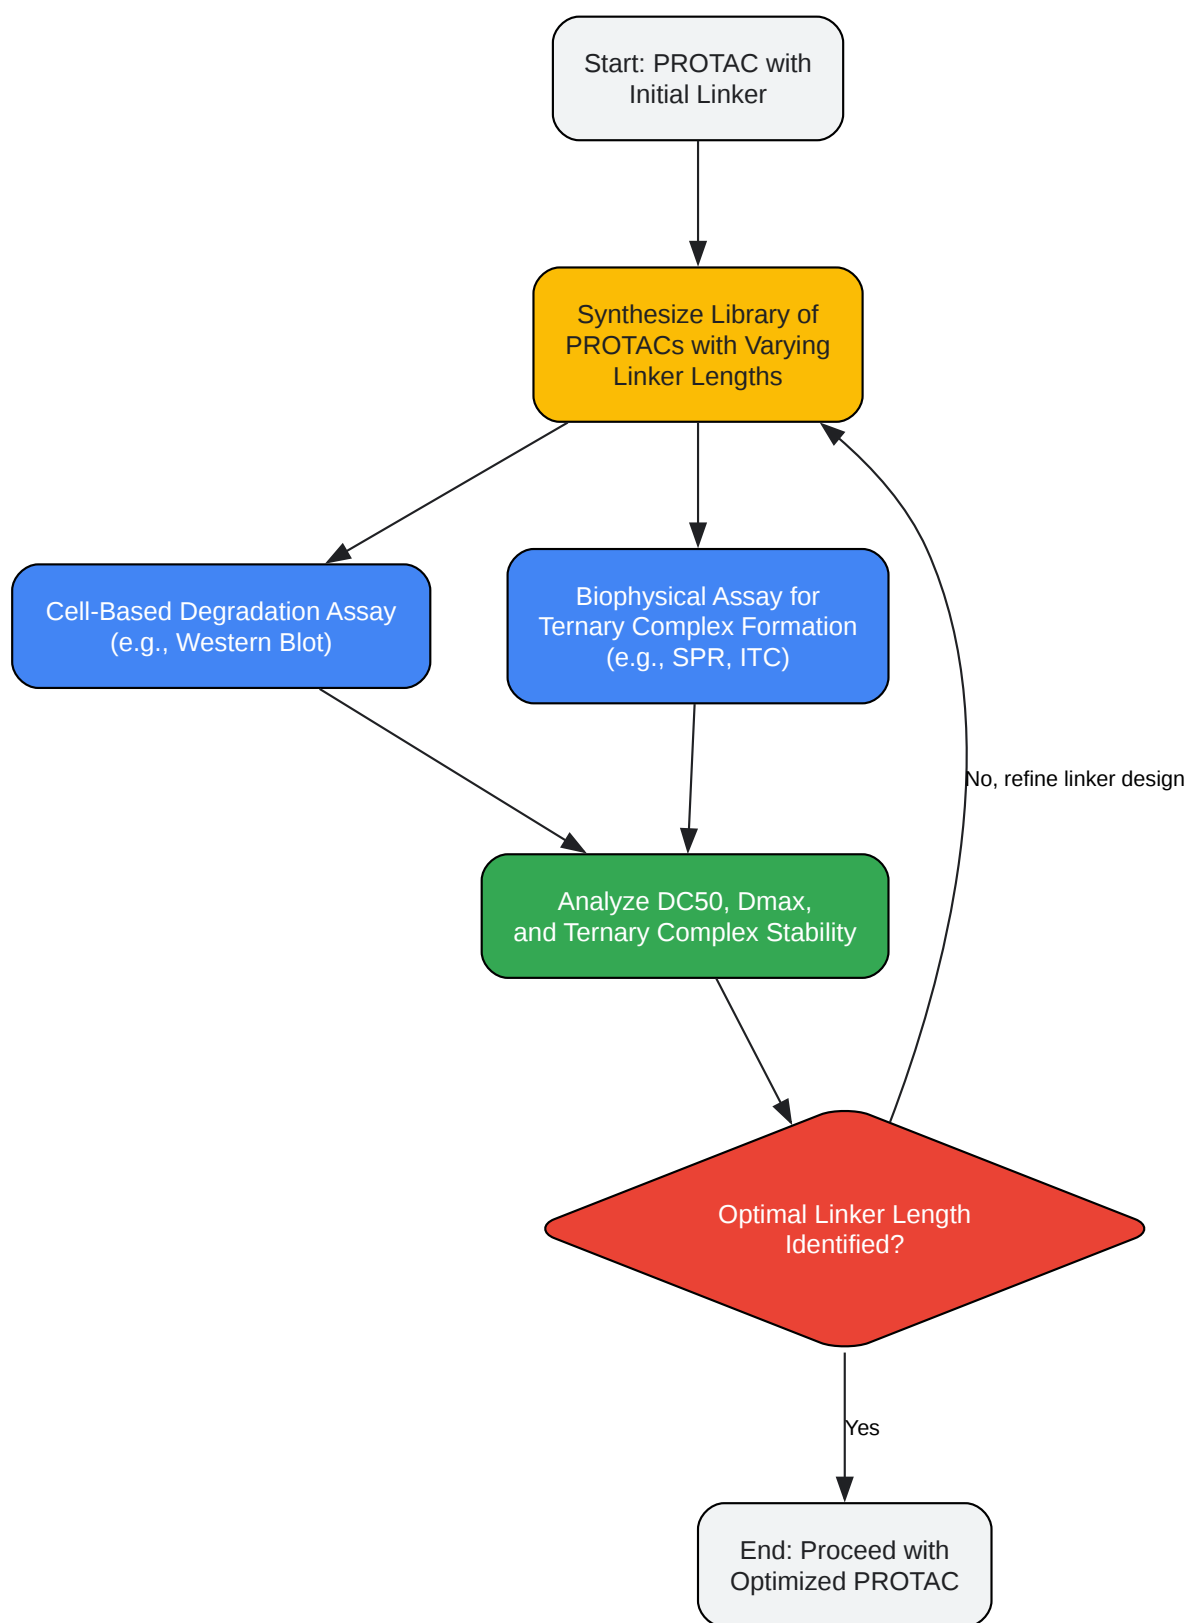 Start: PROTAC with
Initial Linker
Synthesize Library of
PROTACs with Varying
Linker Lengths
Cell-Based Degradation Assay
(e.g., Western Blot)
Biophysical Assay for
Ternary Complex Formation
(e.g., SPR, ITC)
No, refine linker design
Analyze DC50, Dmax,
and Ternary Complex Stability
Optimal Linker Length
Identified?
Yes
End: Proceed with
Optimized PROTAC